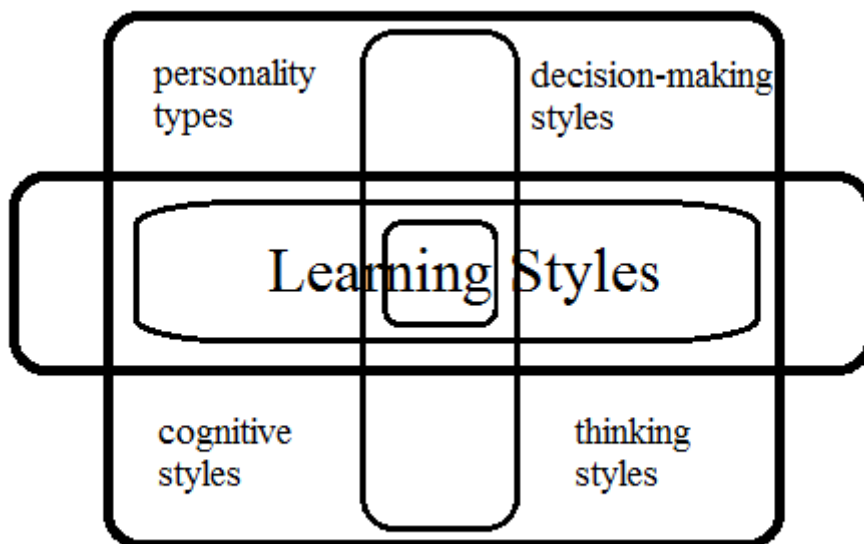 personality
types
decision-making
styles
Learning Styles
cognitive
styles
thinking
styles